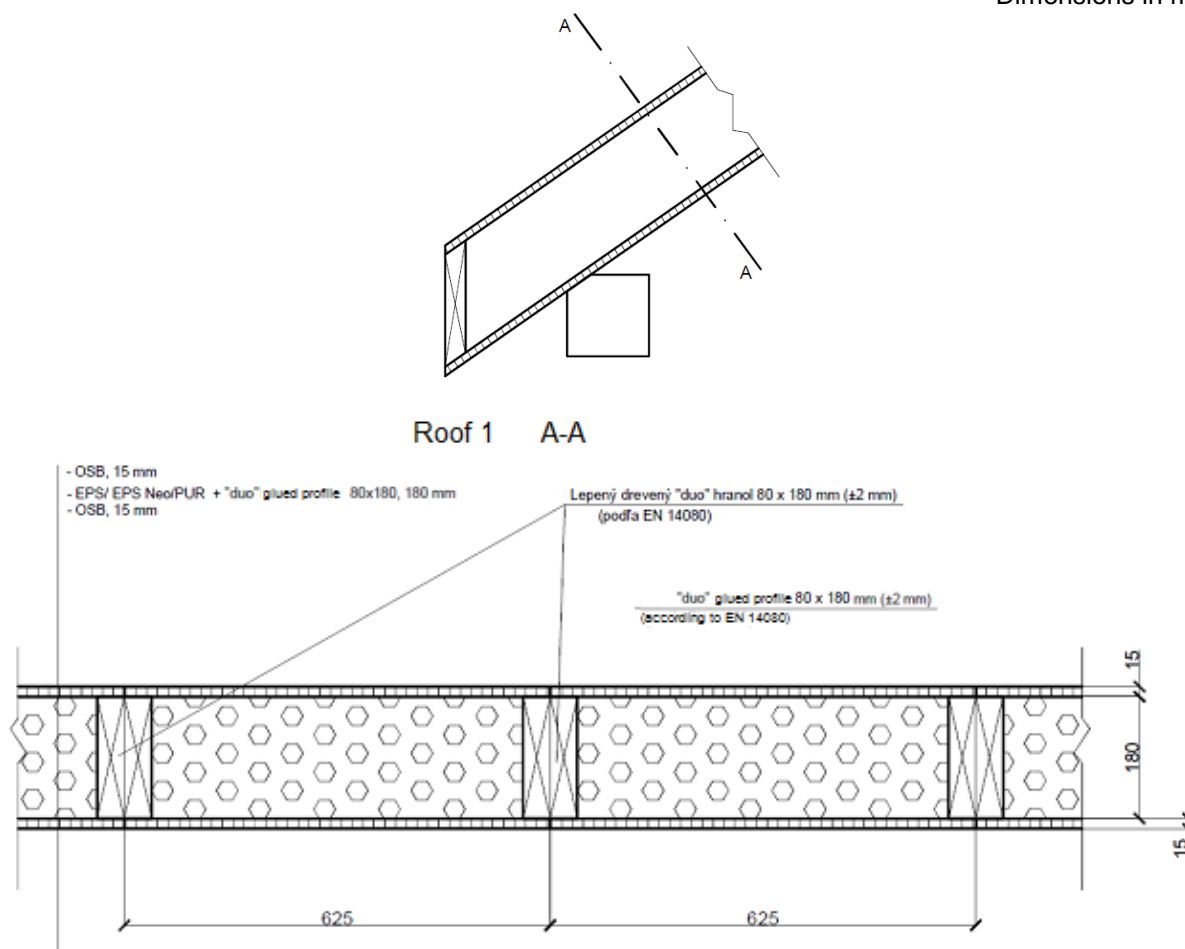 Dimensions in
A
A
Roof 1 A-A
- OSB, 15 mm
- EPS/ EPS Neo/PUR + "duo" glued profile 80x180, 180 mm
- OSB, 15 mm
Lepený drevený "duo" hranol 80 x 180 mm (±2 mm)
(podľa EN 14080)
"duo" glued profile 80 x 180 mm (±2 mm)
(according to EN 14080)
15
180
15
625
625